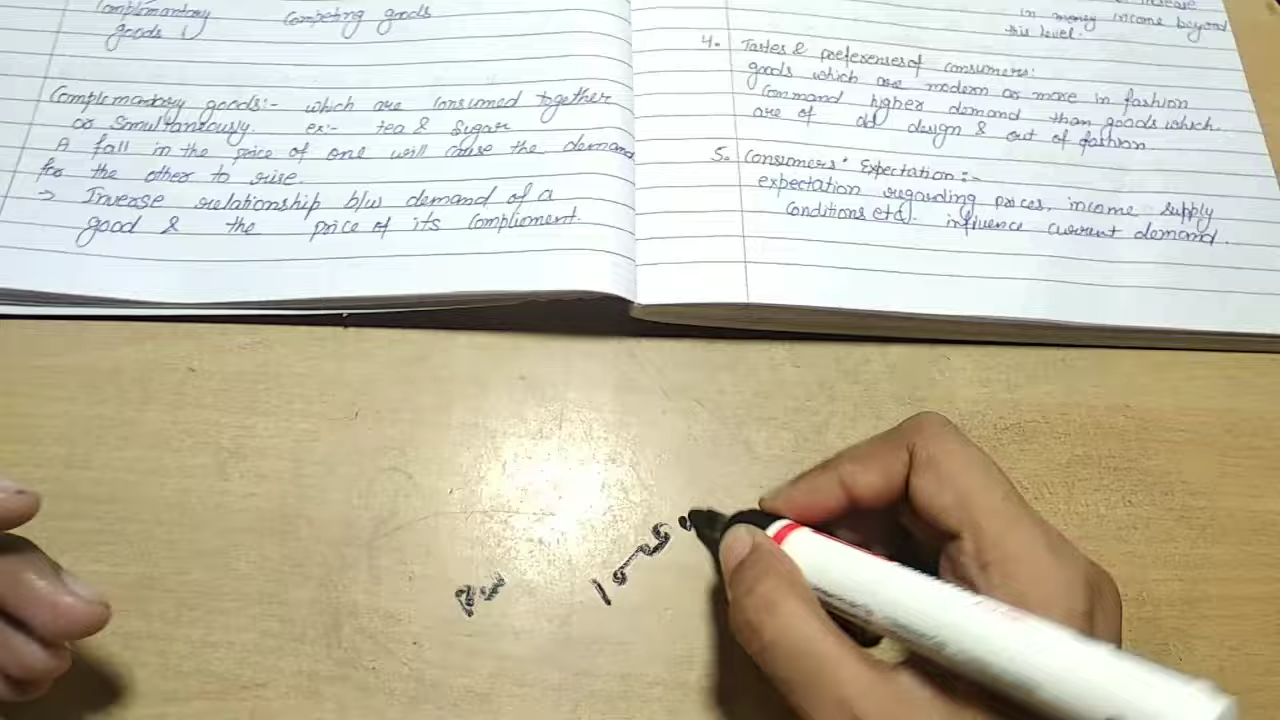 Complemantary Competing goods
goods
Complemantary goods:- which are consumed together
or Simultaneously. ex:- tea & Sugar
A fall in the price of one will cause the demand
for the other to rise.
→ Inverse relationship b/w demand of a
good & the price of its compliment.
in money income beyond
this level.
4. Tastes & preferenses of consumers:
goods which are modern or more in fashion
command higher demand than goods which
are of old design & out of fashion
5. Consumers' Expectation:-
expectation regarding prices, income supply
Conditions etc. influence current demand.